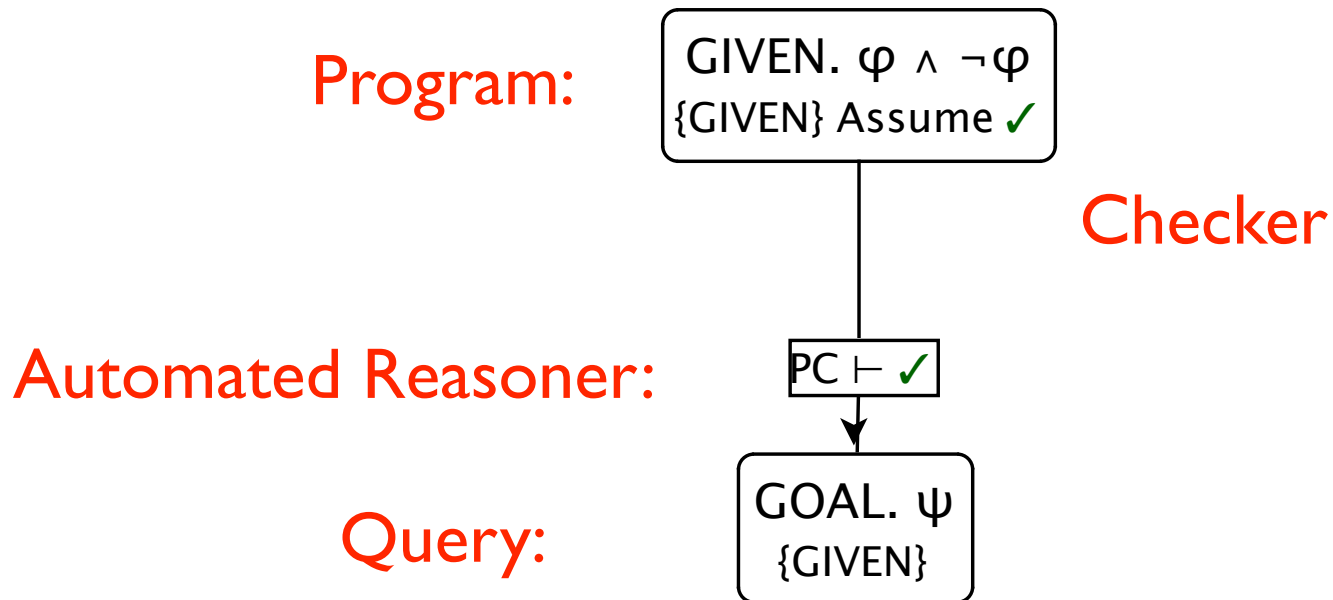 Program:
GIVEN. φ ∧ ¬φ
{GIVEN} Assume ✓
Checker
Automated Reasoner:
PC ⊢ ✓
Query:
GOAL. ψ
{GIVEN}